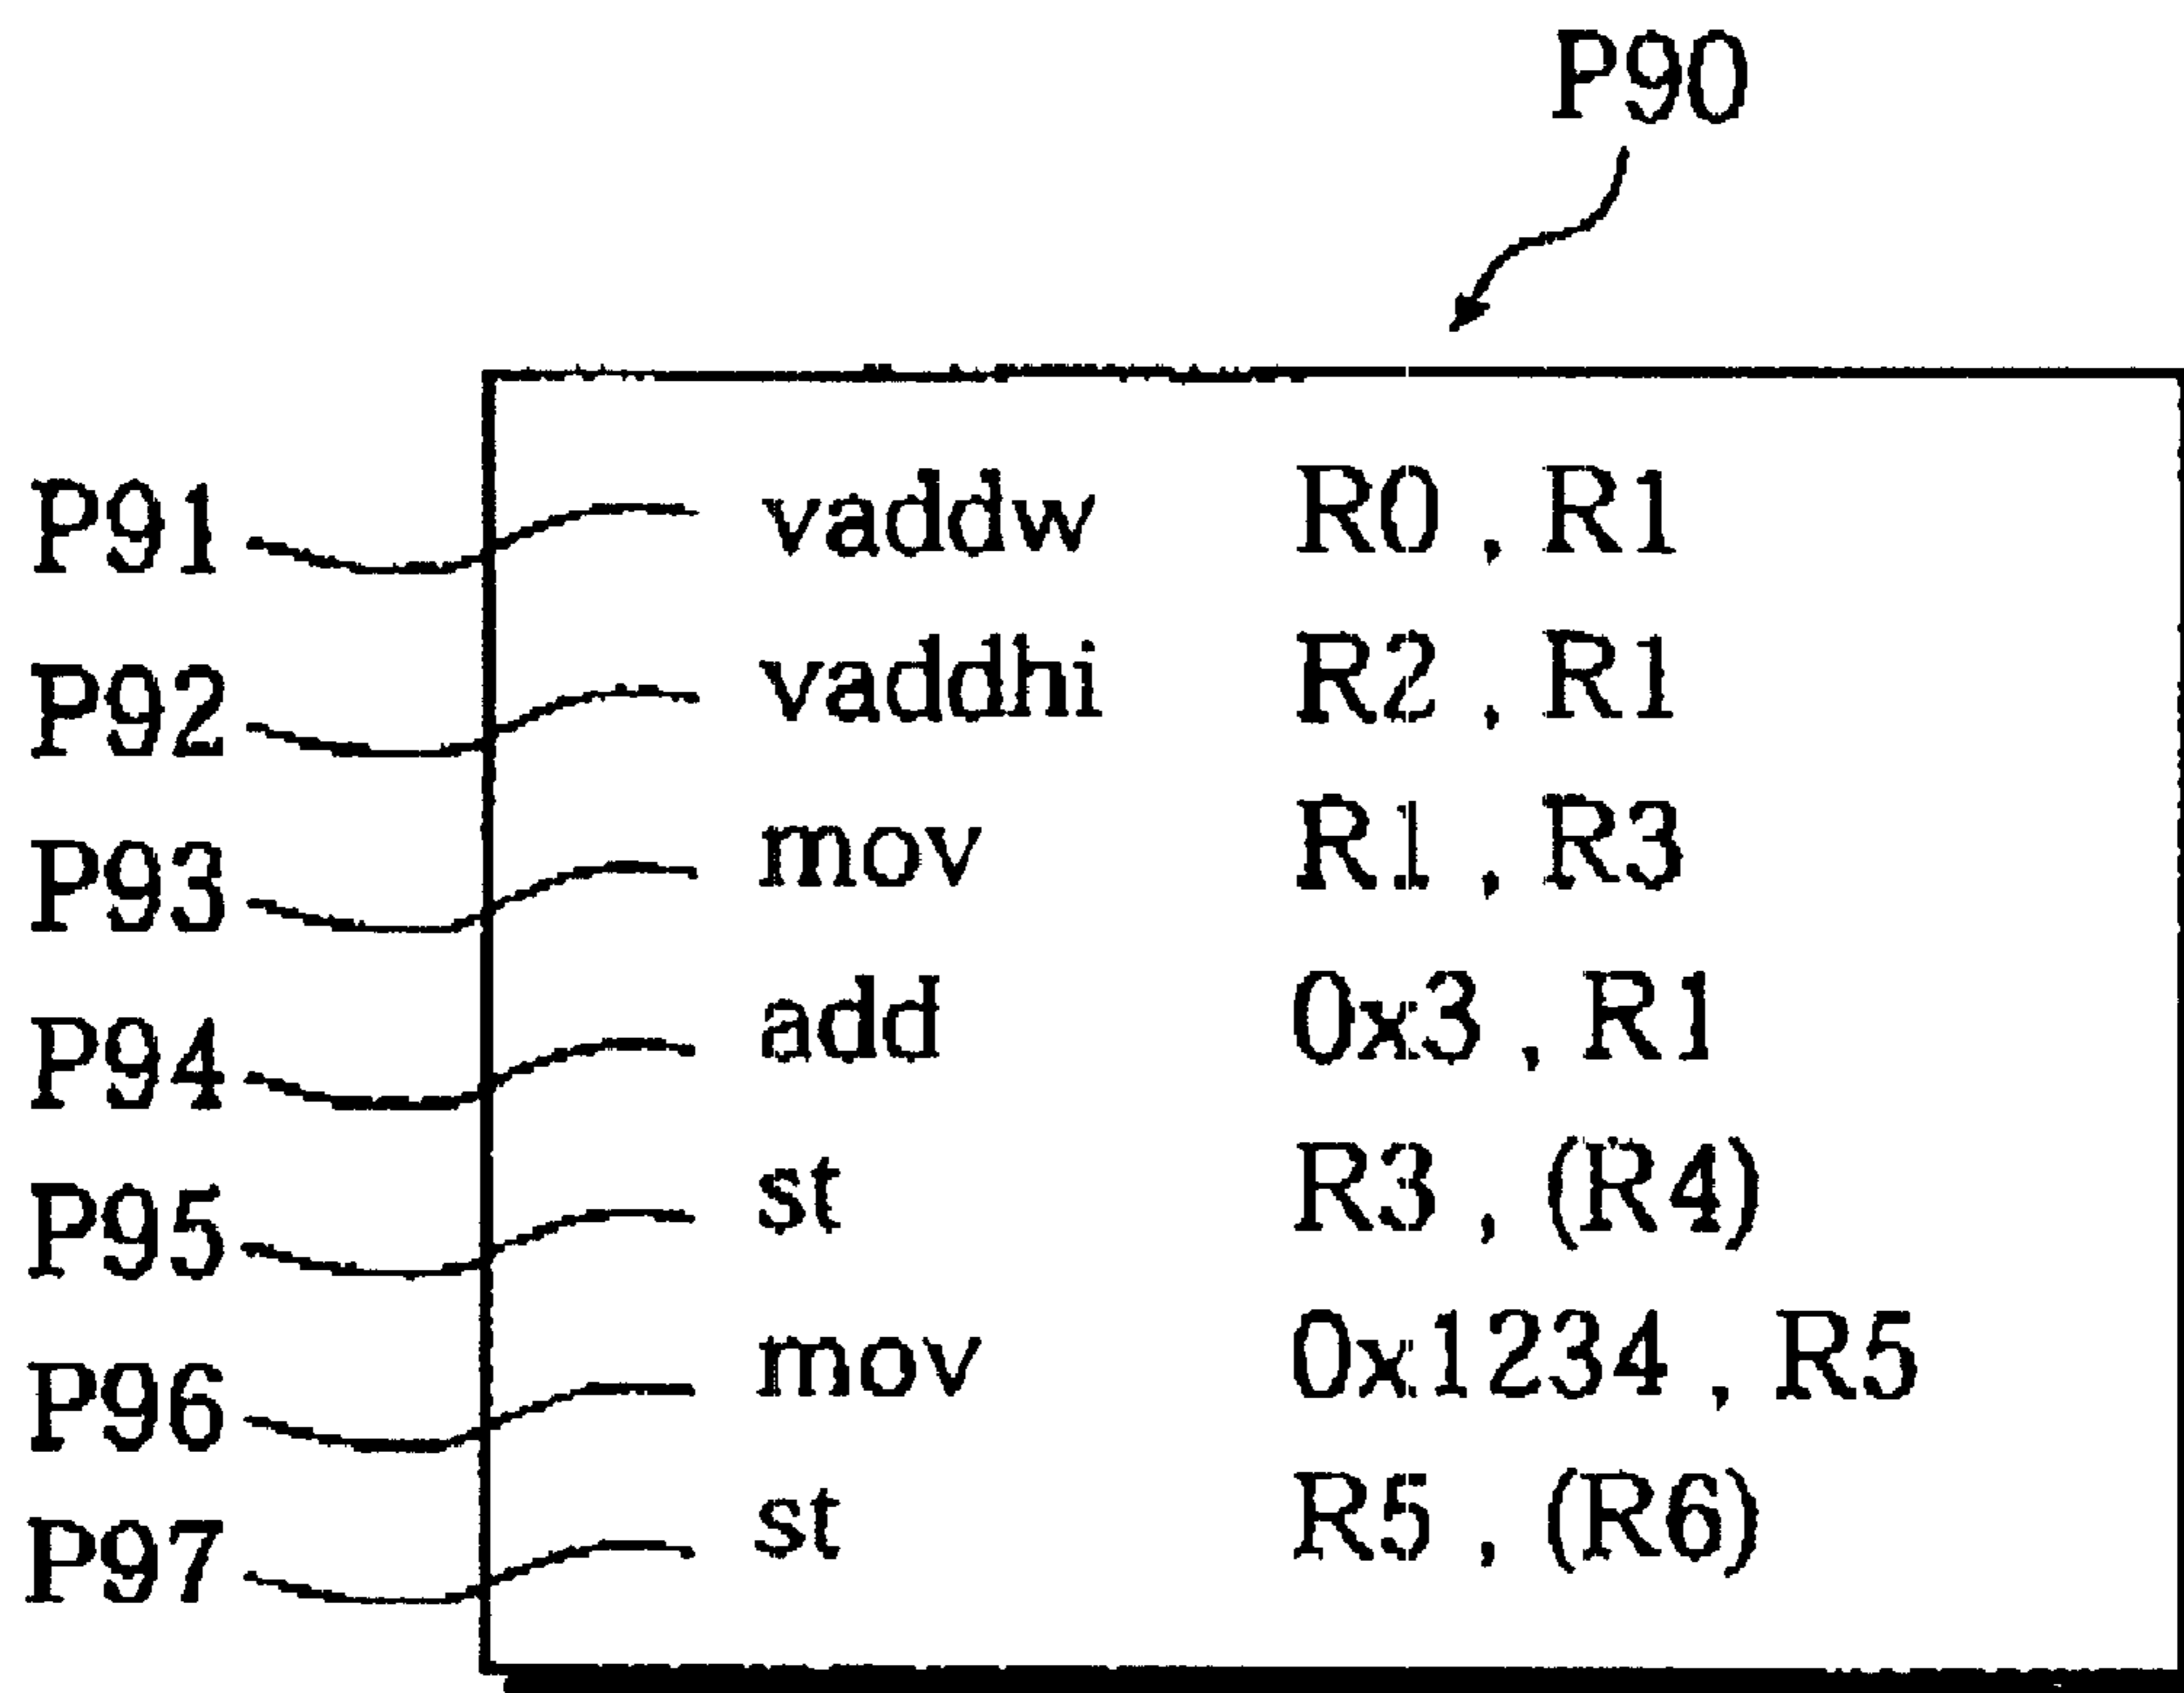 P90
P91 vaddw R0 , R1
P92 vaddhi R2 , R1
P93 mov R1 , R3
P94 add 0x3 , R1
P95 st R3 , (R4)
P96 mov 0x1234 , R5
P97 st R5 , (R6)